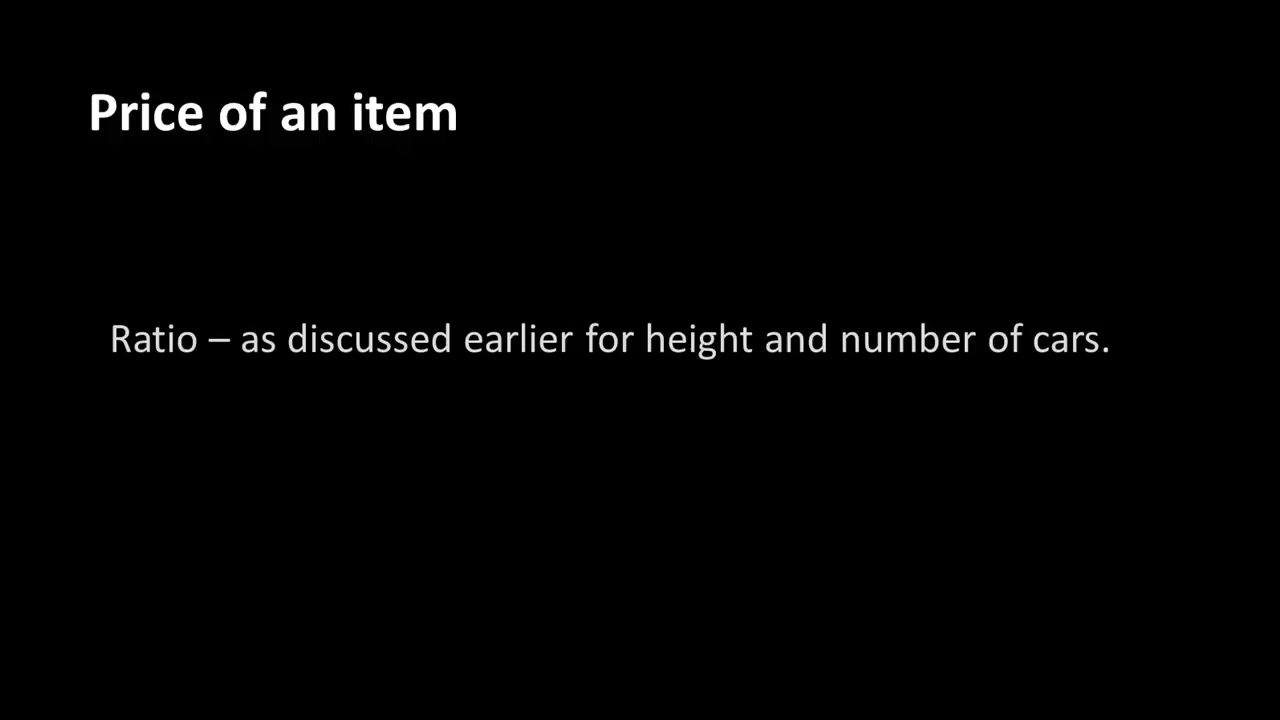 Price of an item
Ratio – as discussed earlier for height and number of cars.